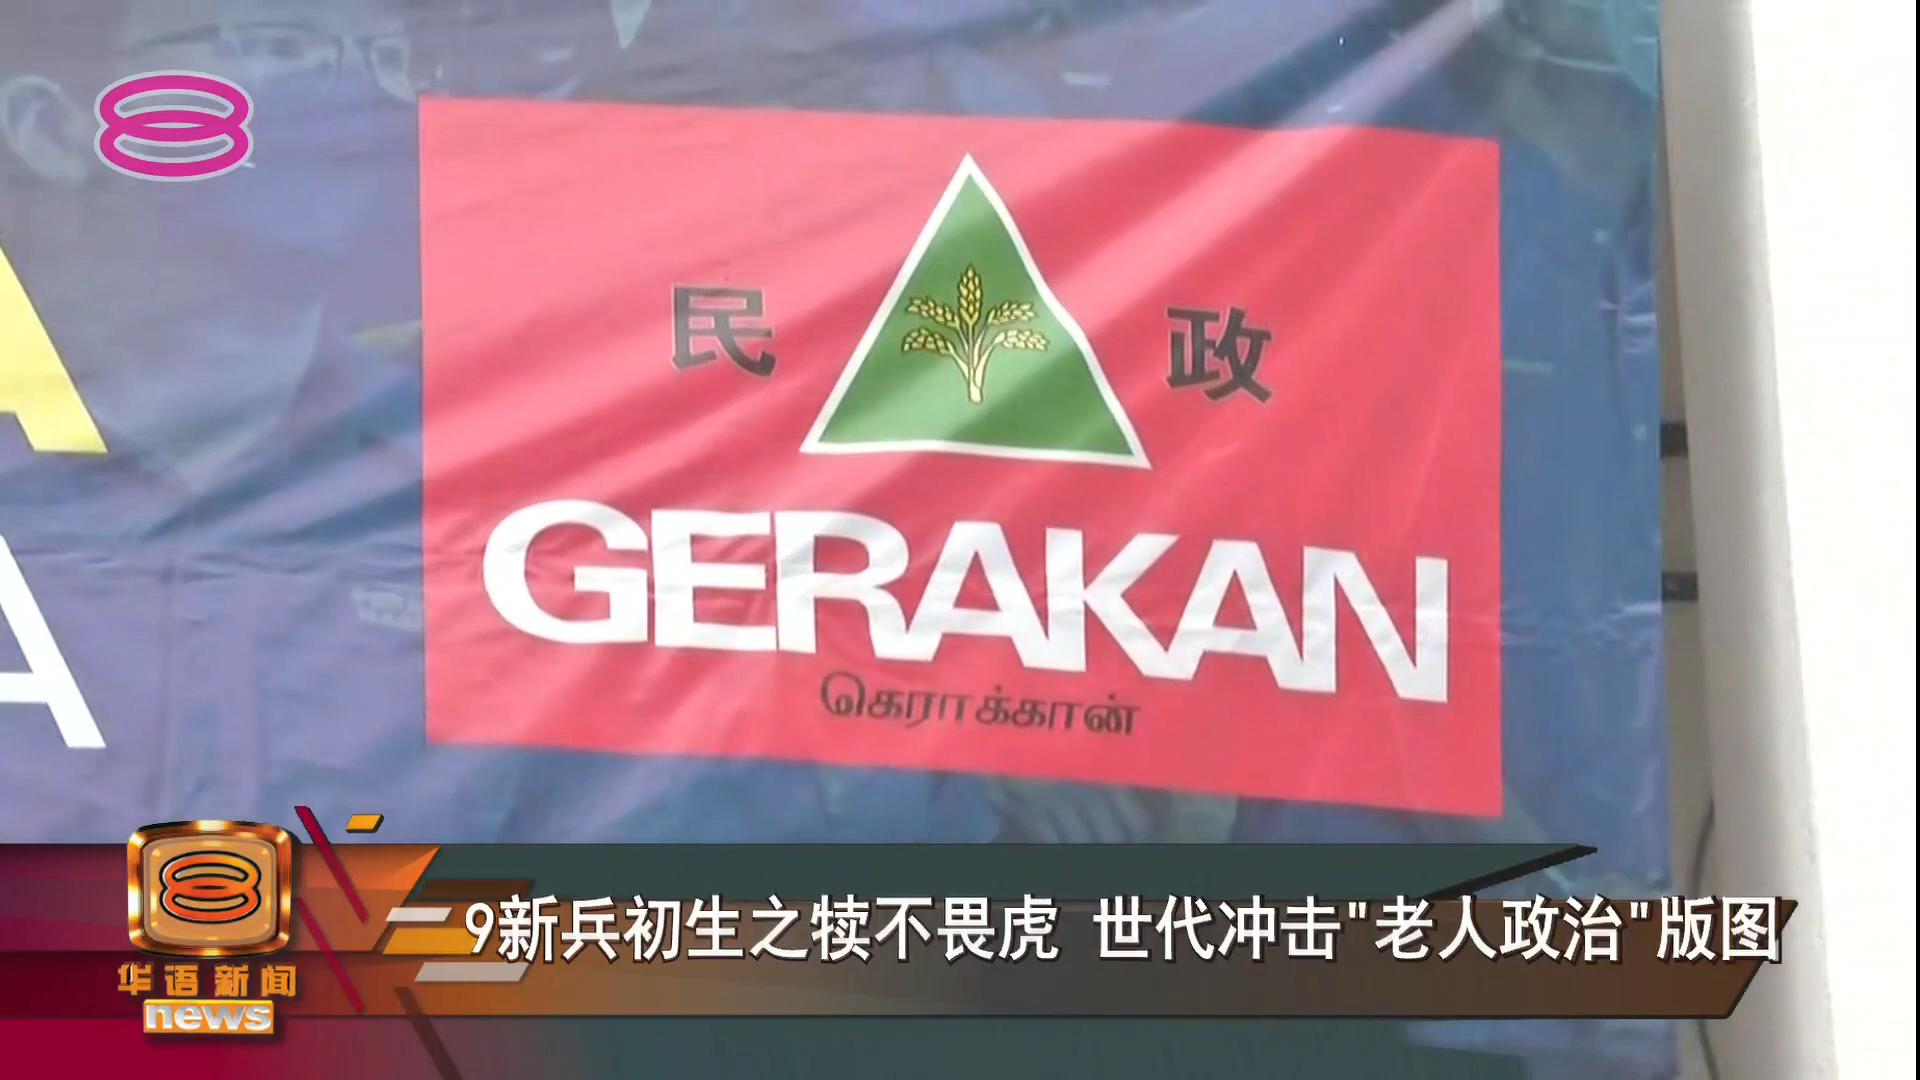 A
A
民 政
GERAKAN
கெராக்கான்
9新兵初生之犊不畏虎 世代冲击"老人政治"版图
华语新闻
news